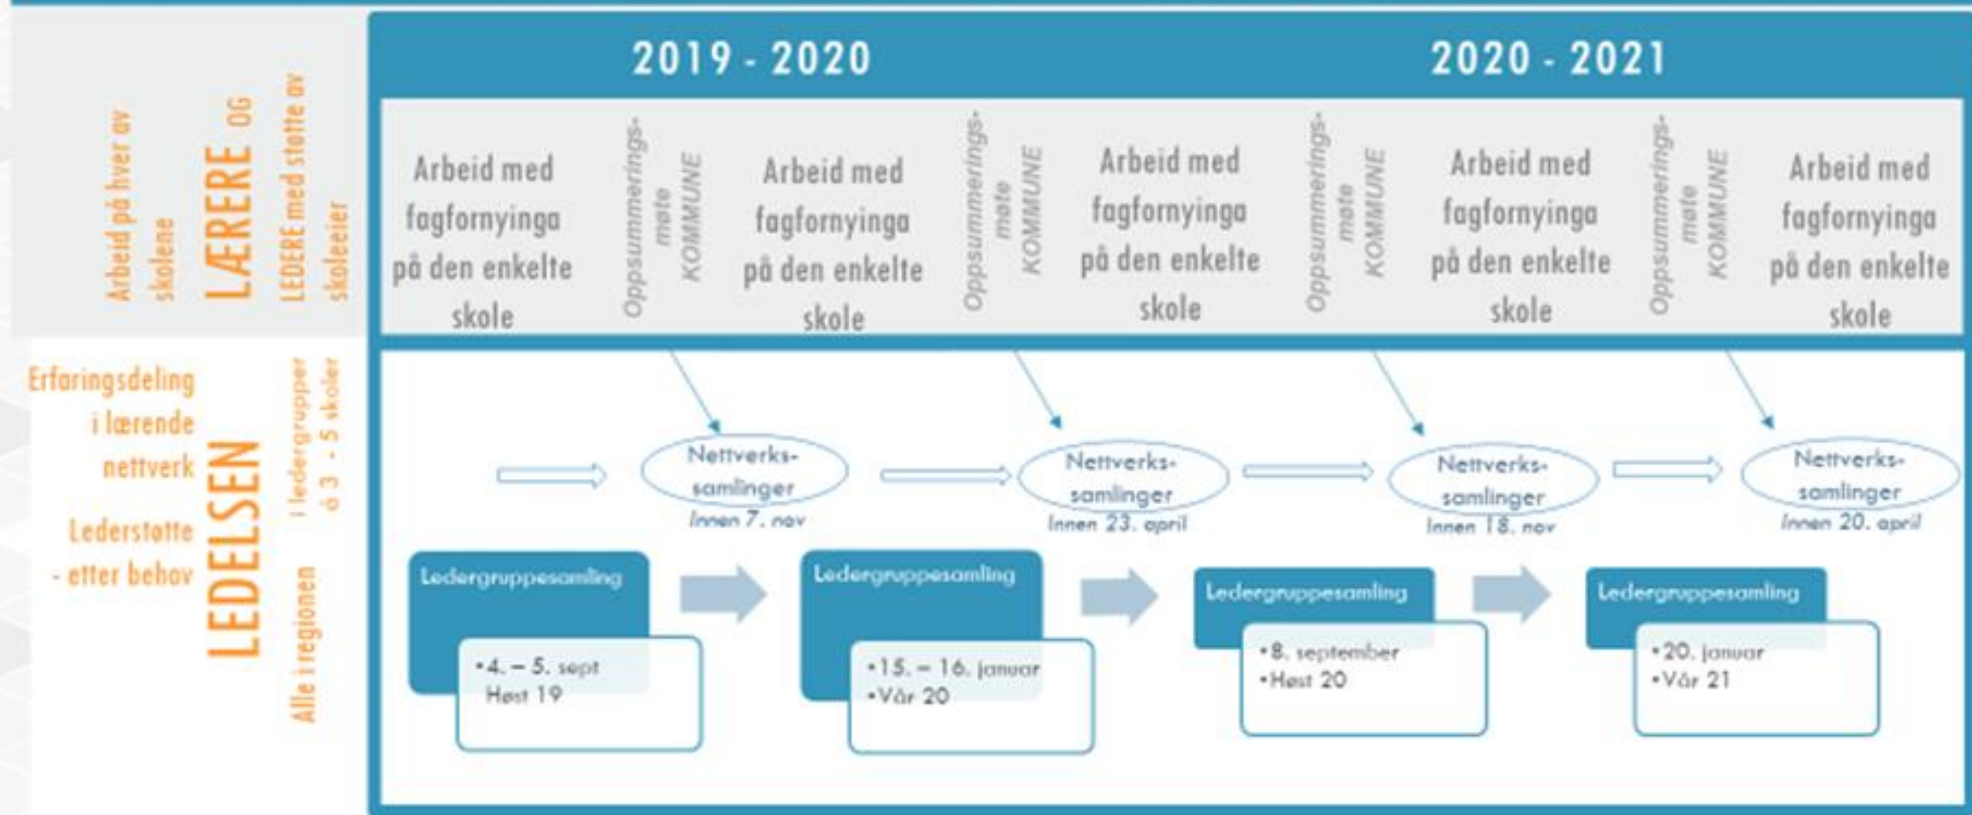 2019 - 2020
2020 - 2021
Arbeid på hver av
skolene
LÆRERE OG
LEDERE med støtte av
skoleeier
Arbeid med
fagfornyinga
på den enkelte
skole
Oppsummerings-
møte
KOMMUNE
Arbeid med
fagfornyinga
på den enkelte
skole
Oppsummerings-
møte
KOMMUNE
Arbeid med
fagfornyinga
på den enkelte
skole
Oppsummerings-
møte
KOMMUNE
Arbeid med
fagfornyinga
på den enkelte
skole
Oppsummerings-
møte
KOMMUNE
Arbeid med
fagfornyinga
på den enkelte
skole
Erfaringsdeling
i lærende
nettverk
Lederstøtte
- etter behov
LEDELSEN
I ledergrupper
á 3 - 5 skoler
Alle i regionen
Nettverks-
samlinger
Innen 7. nov
Nettverks-
samlinger
Innen 23. april
Nettverks-
samlinger
Innen 18. nov
Nettverks-
samlinger
Innen 20. april
Ledergruppesamling
•4. – 5. sept
Høst 19
Ledergruppesamling
•15. – 16. januar
•Vår 20
Ledergruppesamling
•8. september
•Høst 20
Ledergruppesamling
•20. januar
•Vår 21